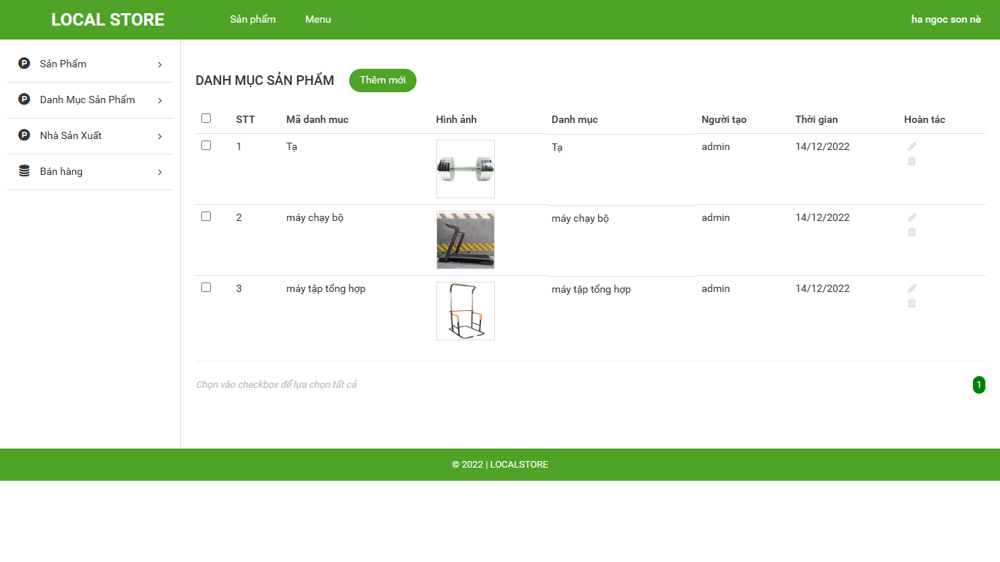 LOCAL STORE Sản phẩm Menu ha ngoc son nè
Sản Phẩm
Danh Mục Sản Phẩm
Nhà Sản Xuất
Bán hàng
DANH MỤC SẢN PHẨM Thêm mới
STT Mã danh muc Hình ảnh Danh mục Người tạo Thời gian Hoàn tác
1 Tạ Tạ admin 14/12/2022
2 máy chạy bộ máy chạy bộ admin 14/12/2022
3 máy tập tổng hợp máy tập tổng hợp admin 14/12/2022
Chọn vào checkbox để lựa chọn tất cả 1
© 2022 | LOCALSTORE